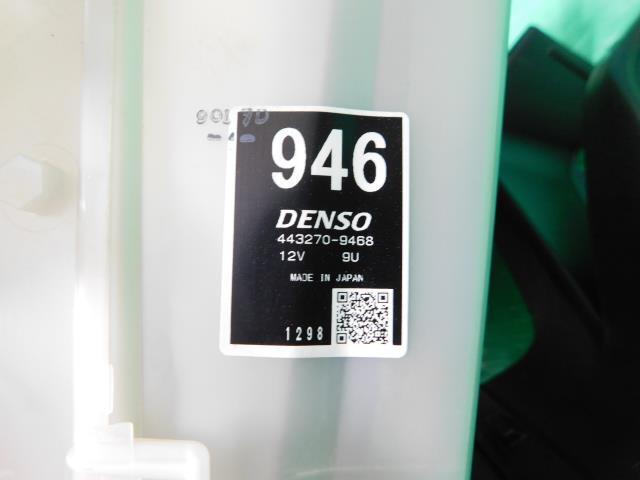 946
DENSO
443270-9468
12V 9U
MADE IN JAPAN
1298